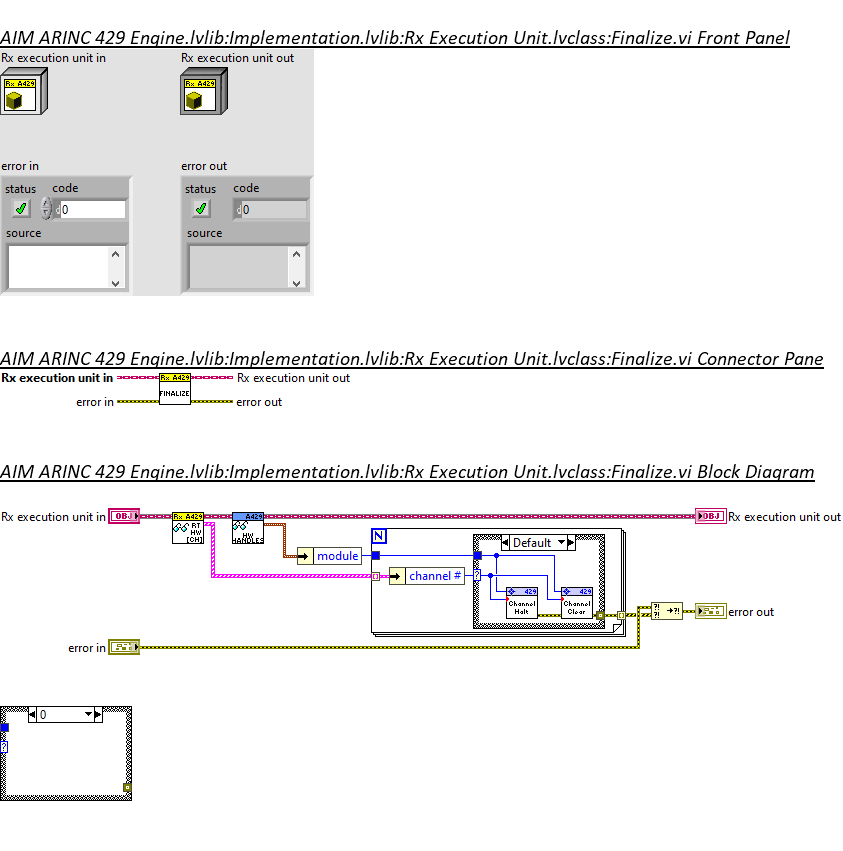 AIM ARINC 429 Engine.lvlib:Implementation.lvlib:Rx Execution Unit.lvclass:Finalize.vi Front Panel
Rx execution unit in Rx execution unit out
Rx A429 Rx A429
error in error out
status code status code
d 0 d 0
source source
AIM ARINC 429 Engine.lvlib:Implementation.lvlib:Rx Execution Unit.lvclass:Finalize.vi Connector Pane
Rx A429
Rx execution unit in Rx execution unit out
FINALIZE
error in error out
AIM ARINC 429 Engine.lvlib:Implementation.lvlib:Rx Execution Unit.lvclass:Finalize.vi Block Diagram
Rx execution unit in OBJ Rx A429 A429 OBJ Rx execution unit out
RT HW
HW HANDLES
[CH]
N
Default
module
channel #
? 429 429
Channel Channel
Halt Clear
?! ?! ?!
error out
error in
0
?